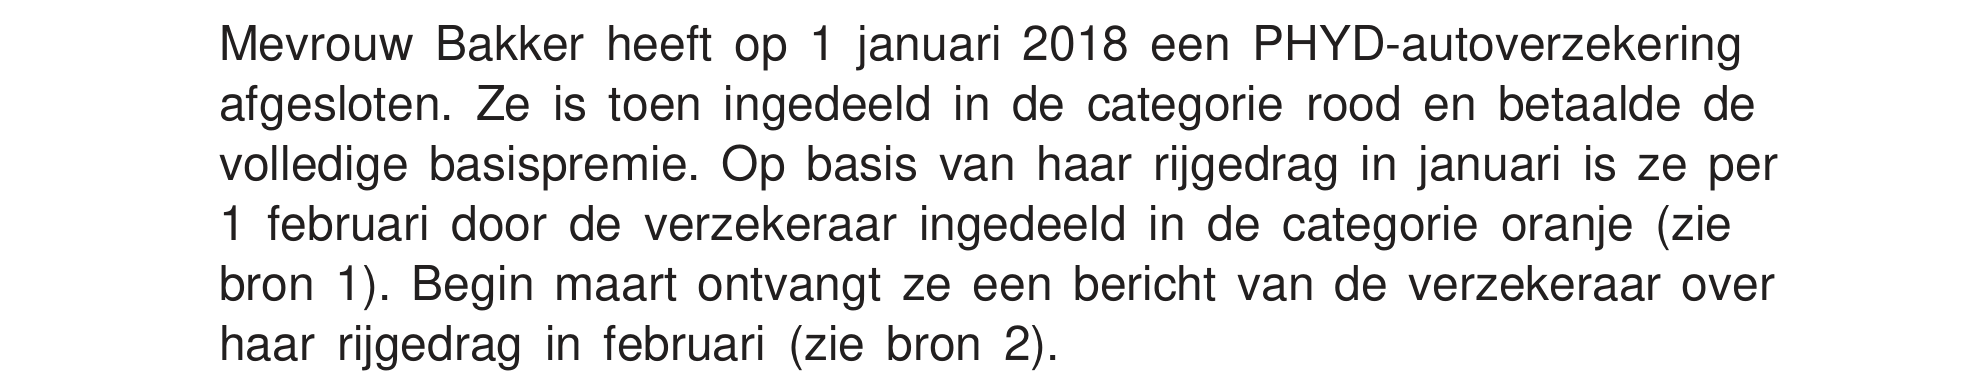 Mevrouw Bakker heeft op 1 januari 2018 een PHYD-autoverzekering
afgesloten. Ze is toen ingedeeld in de categorie rood en betaalde de
volledige basispremie. Op basis van haar rijgedrag in januari is ze per
1 februari door de verzekeraar ingedeeld in de categorie oranje (zie
bron 1). Begin maart ontvangt ze een bericht van de verzekeraar over
haar rijgedrag in februari (zie bron 2).